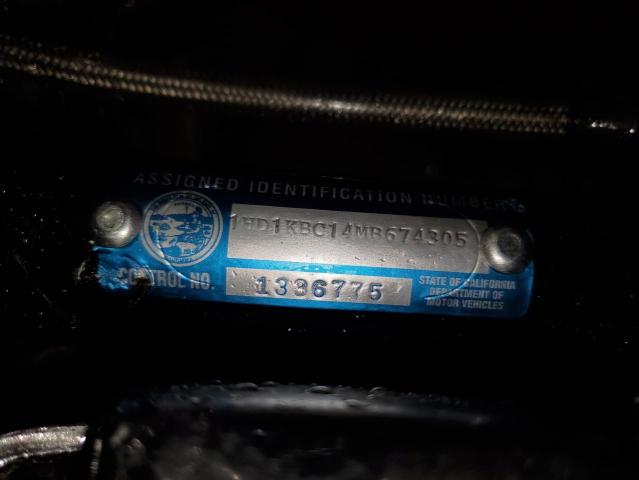 ASSIGNED IDENTIFICATION NUMBER
1HD1KBC14MB674305
CONTROL NO.
1336775
STATE OF CALIFORNIA
DEPARTMENT OF
MOTOR VEHICLES